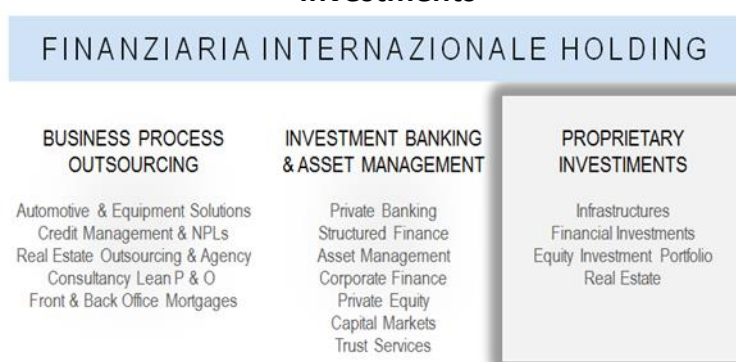 Investments
FINANZIARIA INTERNAZIONALE HOLDING
BUSINESS PROCESS
OUTSOURCING
Automotive & Equipment Solutions
Credit Management & NPLs
Real Estate Outsourcing & Agency
Consultancy Lean P & O
Front & Back Office Mortgages
INVESTMENT BANKING
& ASSET MANAGEMENT
Private Banking
Structured Finance
Asset Management
Corporate Finance
Private Equity
Capital Markets
Trust Services
PROPRIETARY
INVESTIMENTS
Infrastructures
Financial Investments
Equity Investment Portfolio
Real Estate